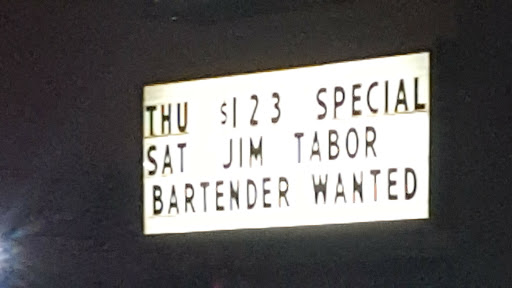 THU $123 SPECIAL
SAT JIM TABOR
BARTENDER WANTED